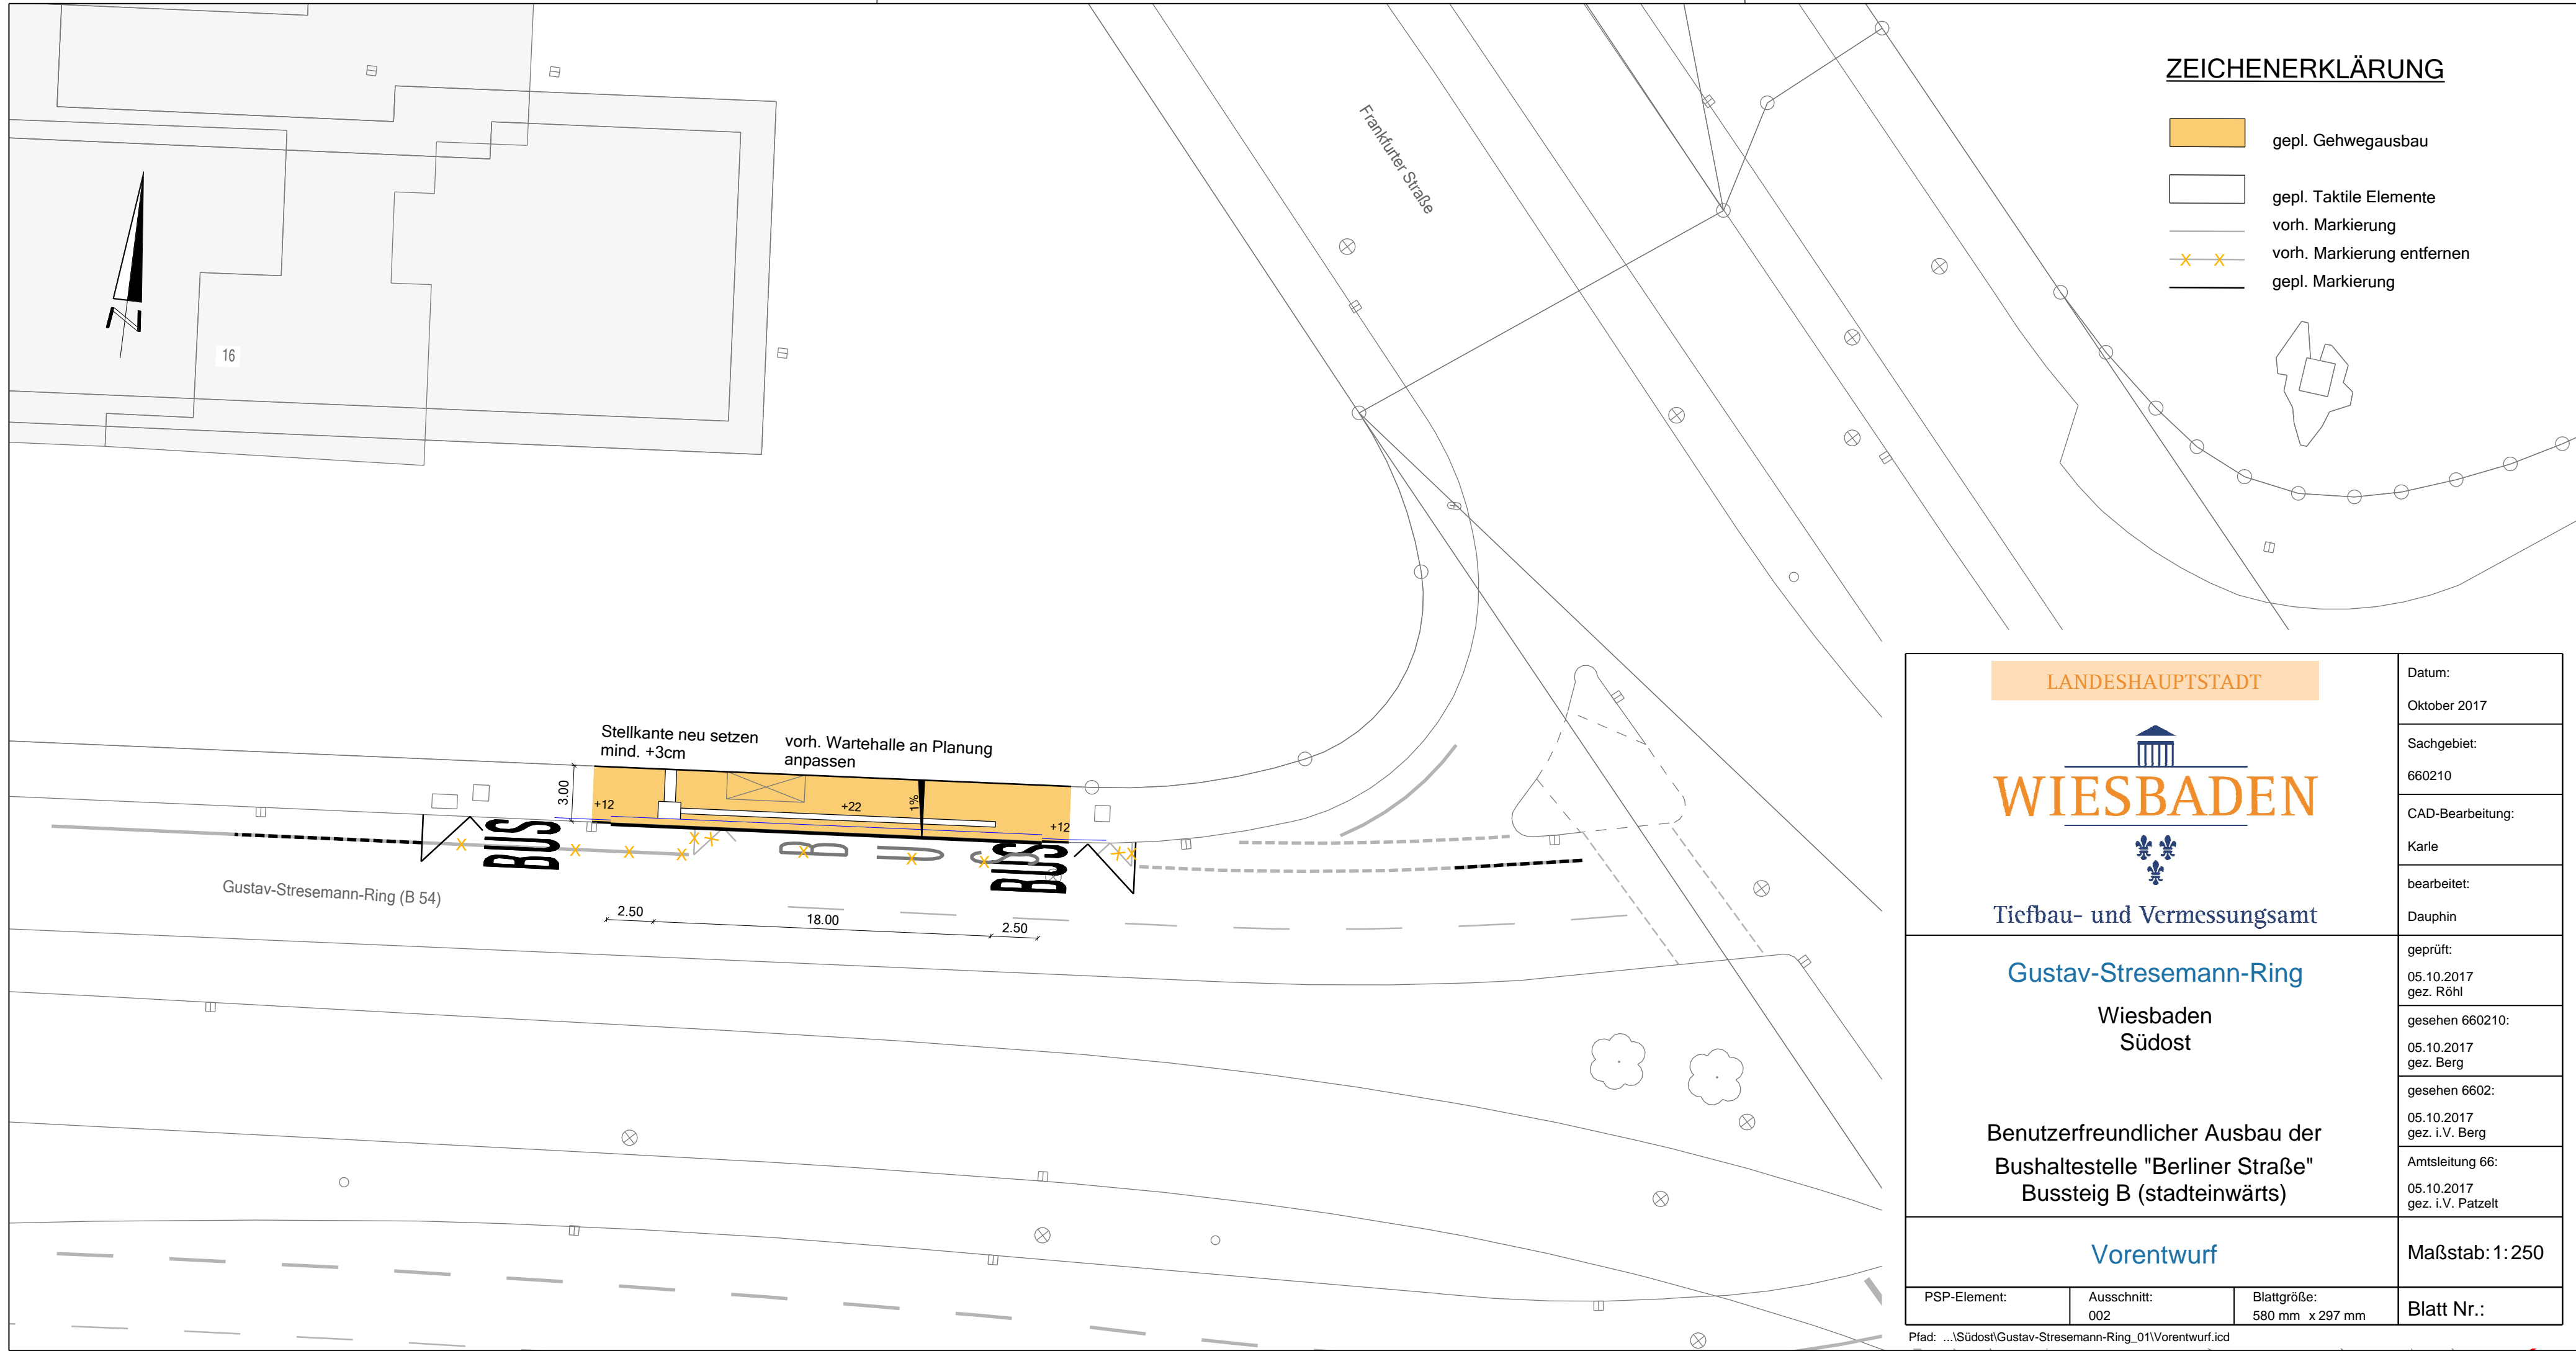 ZEICHENERKLÄRUNG
gepl. Gehwegausbau
gepl. Taktile Elemente
vorh. Markierung
vorh. Markierung entfernen
gepl. Markierung
Frankfurter Straße
N
16
Stellkante neu setzen
mind. +3cm
vorh. Wartehalle an Planung
anpassen
3.00
+12
+22
1%
+12
BUS
BUS
BUS
Gustav-Stresemann-Ring (B 54)
2.50
18.00
2.50
LANDESHAUPTSTADT
WIESBADEN
Tiefbau- und Vermessungsamt
Gustav-Stresemann-Ring
Wiesbaden
Südost
Benutzerfreundlicher Ausbau der
Bushaltestelle "Berliner Straße"
Bussteig B (stadteinwärts)
Vorentwurf
Datum:
Oktober 2017
Sachgebiet:
660210
CAD-Bearbeitung:
Karle
bearbeitet:
Dauphin
geprüft:
05.10.2017
gez. Röhl
gesehen 660210:
05.10.2017
gez. Berg
gesehen 6602:
05.10.2017
gez. i.V. Berg
Amtsleitung 66:
05.10.2017
gez. i.V. Patzelt
Maßstab: 1: 250
PSP-Element:
Ausschnitt:
002
Blattgröße:
580 mm x 297 mm
Blatt Nr.:
Pfad: ...\Südost\Gustav-Stresemann-Ring_01\Vorentwurf.icd